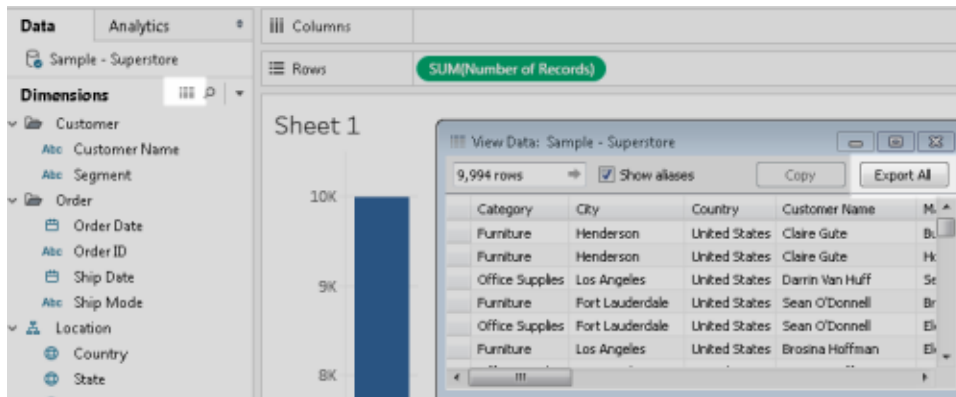 Data Analytics
Sample - Superstore
Dimensions
Customer
Abc Customer Name
Abc Segment
Order
Order Date
Abc Order ID
Ship Date
Abc Ship Mode
Location
Country
State
Columns
Rows SUM(Number of Records)
Sheet 1
10K
9K
8K
View Data: Sample - Superstore
9,994 rows Show aliases Copy Export All
Category City Country Customer Name
Furniture Henderson United States Claire Gute
Furniture Henderson United States Claire Gute
Office Supplies Los Angeles United States Darrin Van Huff
Furniture Fort Lauderdale United States Sean O'Donnell
Office Supplies Fort Lauderdale United States Sean O'Donnell
Furniture Los Angeles United States Brosina Hoffman